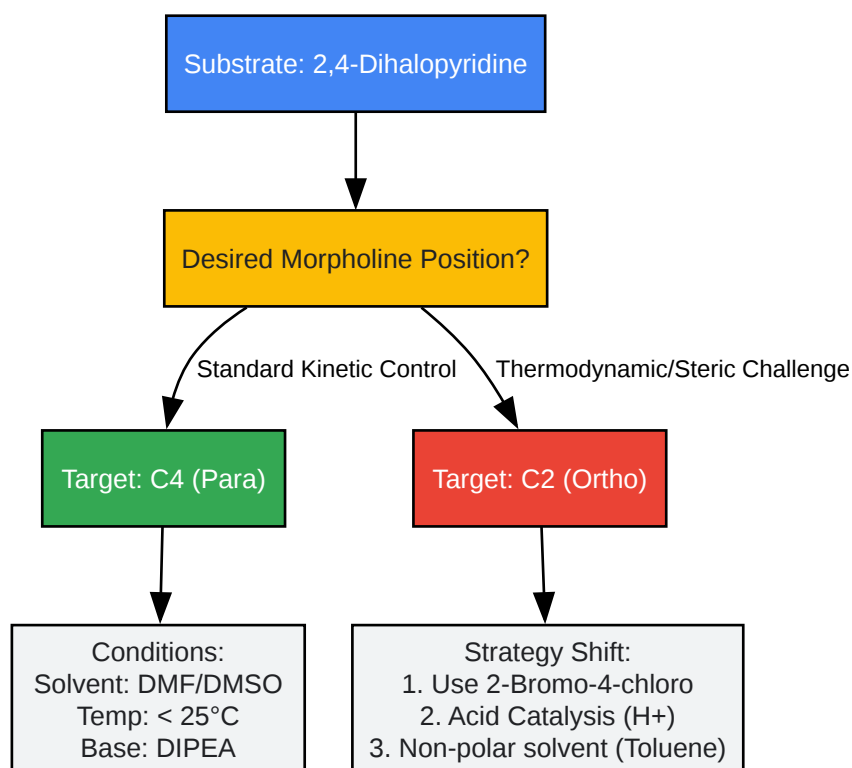 Substrate: 2,4-Dihalopyridine
Desired Morpholine Position?
Standard Kinetic Control
Thermodynamic/Steric Challenge
Target: C4 (Para)
Target: C2 (Ortho)
Conditions:
Solvent: DMF/DMSO
Temp: < 25°C
Base: DIPEA
Strategy Shift:
1. Use 2-Bromo-4-chloro
2. Acid Catalysis (H+)
3. Non-polar solvent (Toluene)